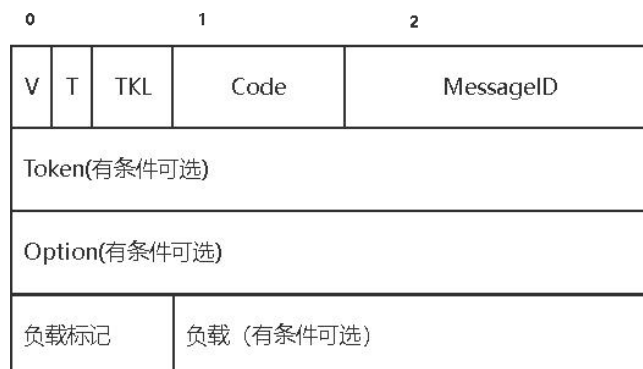 0 1 2
V T TKL Code MessageID
Token(有条件可选)
Option(有条件可选)
负载标记 负载（有条件可选）